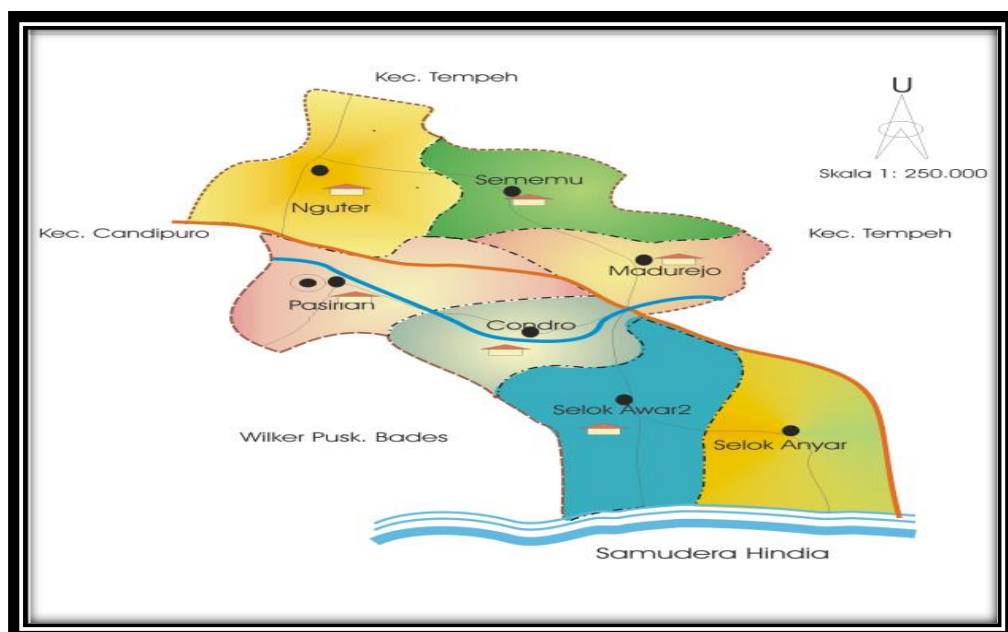 Kec. Tempeh
U
Skala 1: 250.000
Sememu
Nguter
Kec. Candipuro
Kec. Tempeh
Madurejo
Pasirian
Condro
Selok Awar2
Wilker Pusk. Bades
Selok Anyar
Samudera Hindia